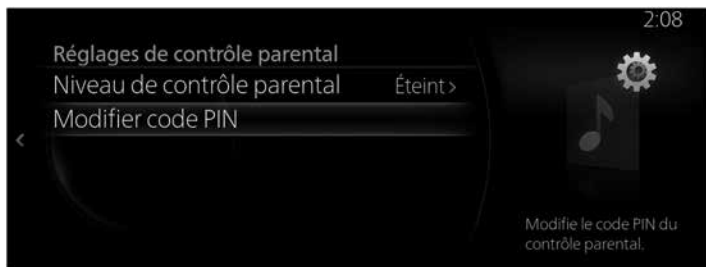 2:08
Réglages de contrôle parental
Niveau de contrôle parental Éteint >
Modifier code PIN
<
Modifie le code PIN du
contrôle parental.